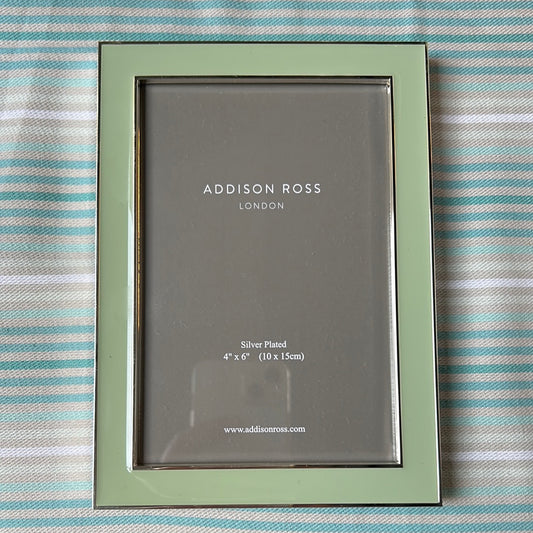 ADDISON ROSS
LONDON
Silver Plated
4" x 6" (10 x 15cm)
www.addisonross.com